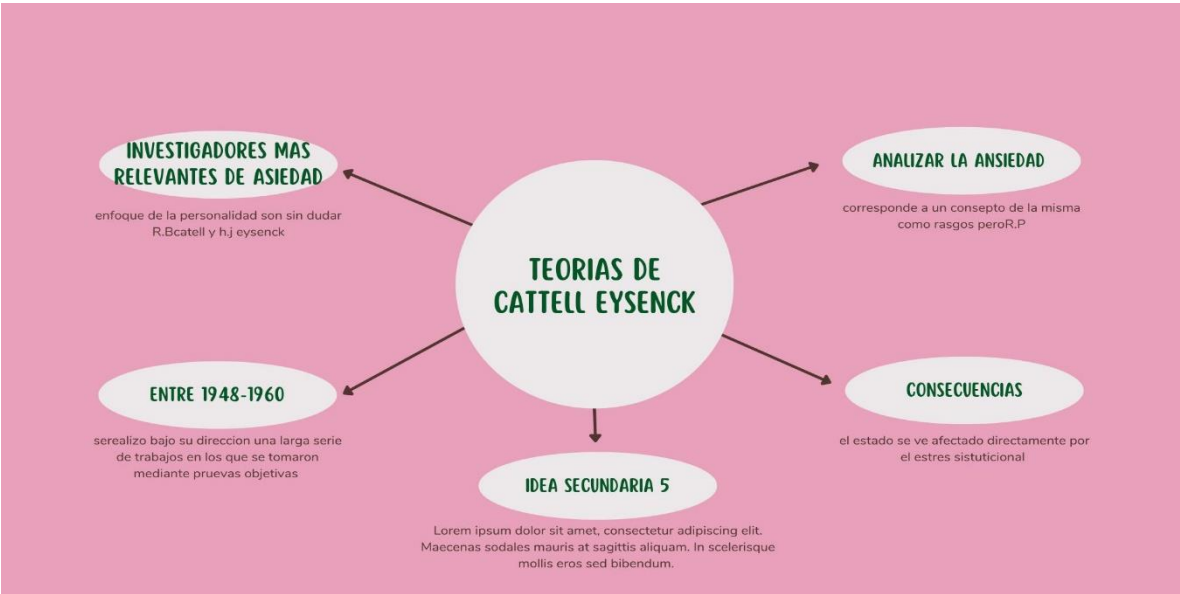 INVESTIGADORES MAS
RELEVANTES DE ASIEDAD
enfoque de la personalidad son sin dudar
R.Bcatell y h.j eysenck
ANALIZAR LA ANSIEDAD
corresponde a un consepto de la misma
como rasgos peroR.P
TEORIAS DE
CATTELL EYSENCK
ENTRE 1948-1960
serealizo bajo su direccion una larga serie
de trabajos en los que se tomaron
mediante pruevas objetivas
CONSECUENCIAS
el estado se ve afectado directamente por
el estres sistuticional
IDEA SECUNDARIA 5
Lorem ipsum dolor sit amet, consectetur adipiscing elit.
Maecenas sodales mauris at sagittis aliquam. In scelerisque
mollis eros sed bibendum.